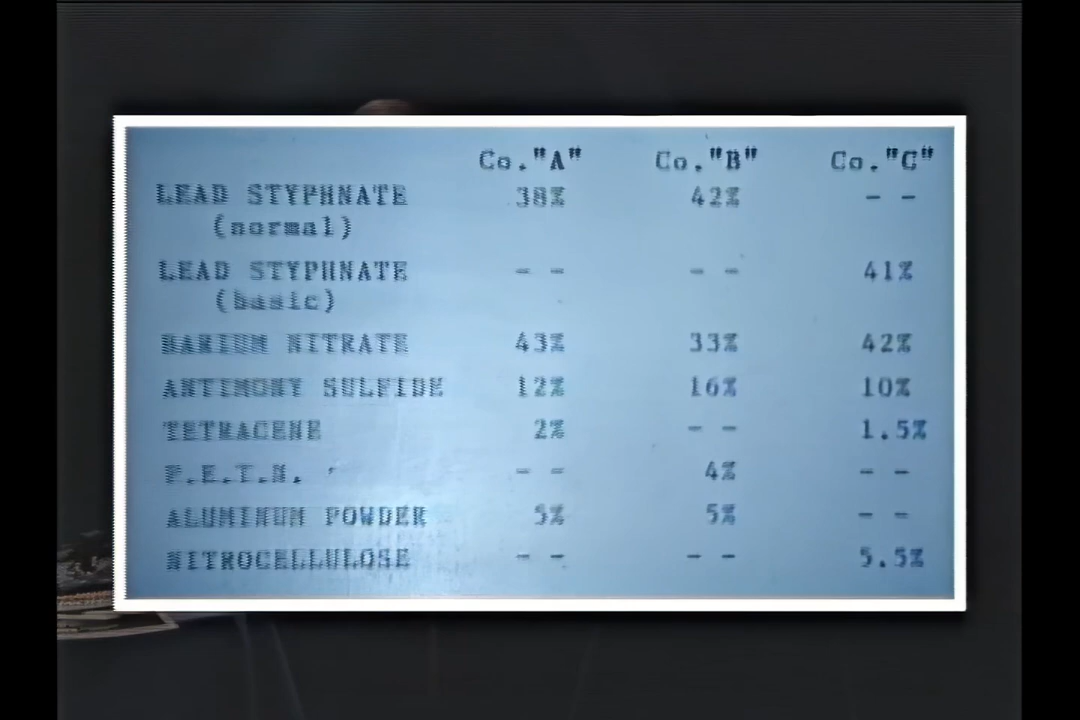 Co."A" Co."B" Co."C"
LEAD STYPHNATE 38% 42% - -
(normal)
LEAD STYPHNATE - - - - 41%
(basic)
BARIUM NITRATE 43% 33% 42%
ANTIMONY SULFIDE 12% 16% 10%
TETRACENE 2% - - 1.5%
P.E.T.N. - - 4% - -
ALUMINUM POWDER 5% 5% - -
NITROCELLULOSE - - - - 5.5%